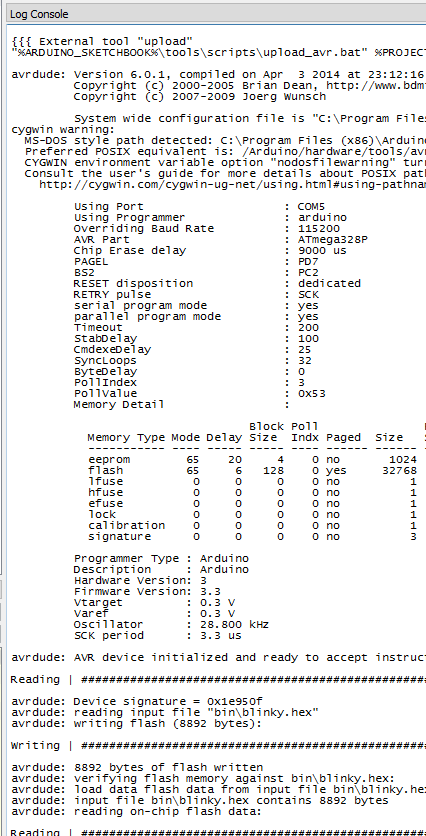 Log Console
{{{ External tool "upload"
"%ARDUINO_SKETCHBOOK%\tools\scripts\upload_avr.bat" %PROJECT
avrdude: Version 6.0.1, compiled on Apr  3 2014 at 23:12:16
Copyright (c) 2000-2005 Brian Dean, http://www.bdm
Copyright (c) 2007-2009 Joerg Wunsch
System wide configuration file is "C:\Program Files
cygwin warning:
MS-DOS style path detected: C:\Program Files (x86)\Arduino
Preferred POSIX equivalent is: /Arduino/hardware/tools/avr
CYGWIN environment variable option "nodosfilewarning" turn
Consult the user's guide for more details about POSIX path
http://cygwin.com/cygwin-ug-net/using.html#using-pathnam
Using Port : COM5
Using Programmer : arduino
Overriding Baud Rate : 115200
AVR Part : ATmega328P
Chip Erase delay : 9000 us
PAGEL : PD7
BS2 : PC2
RESET disposition : dedicated
RETRY pulse : SCK
serial program mode : yes
parallel program mode : yes
Timeout : 200
StabDelay : 100
CmdexeDelay : 25
SyncLoops : 32
ByteDelay : 0
PollIndex : 3
PollValue : 0x53
Memory Detail :
Block Poll
Memory Type Mode Delay Size Indx Paged Size
----------- ---- ----- ----- ---- ------ ------
eeprom 65 20 4 0 no 1024
flash 65 6 128 0 yes 32768
lfuse 0 0 0 0 no 1
hfuse 0 0 0 0 no 1
efuse 0 0 0 0 no 1
lock 0 0 0 0 no 1
calibration 0 0 0 0 no 1
signature 0 0 0 0 no 3
Programmer Type : Arduino
Description : Arduino
Hardware Version: 3
Firmware Version: 3.3
Vtarget : 0.3 V
Varef : 0.3 V
Oscillator : 28.800 kHz
SCK period : 3.3 us
avrdude: AVR device initialized and ready to accept instruct
Reading | ##################################################
avrdude: Device signature = 0x1e950f
avrdude: reading input file "bin\blinky.hex"
avrdude: writing flash (8892 bytes):
Writing | ##################################################
avrdude: 8892 bytes of flash written
avrdude: verifying flash memory against bin\blinky.hex:
avrdude: load data flash data from input file bin\blinky.hex
avrdude: input file bin\blinky.hex contains 8892 bytes
avrdude: reading on-chip flash data:
Reading | ##################################################